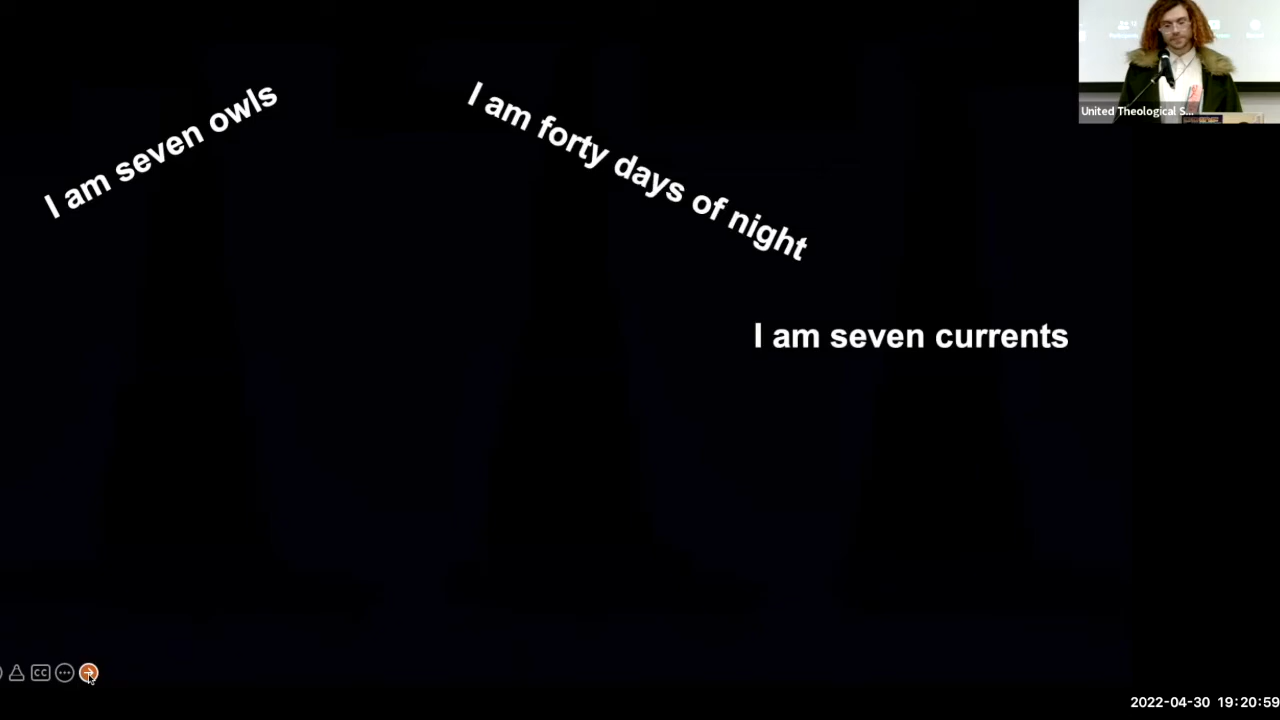 I am seven owls
I am forty days of night
I am seven currents
United Theological S...
CC
2022-04-30 19:20:59